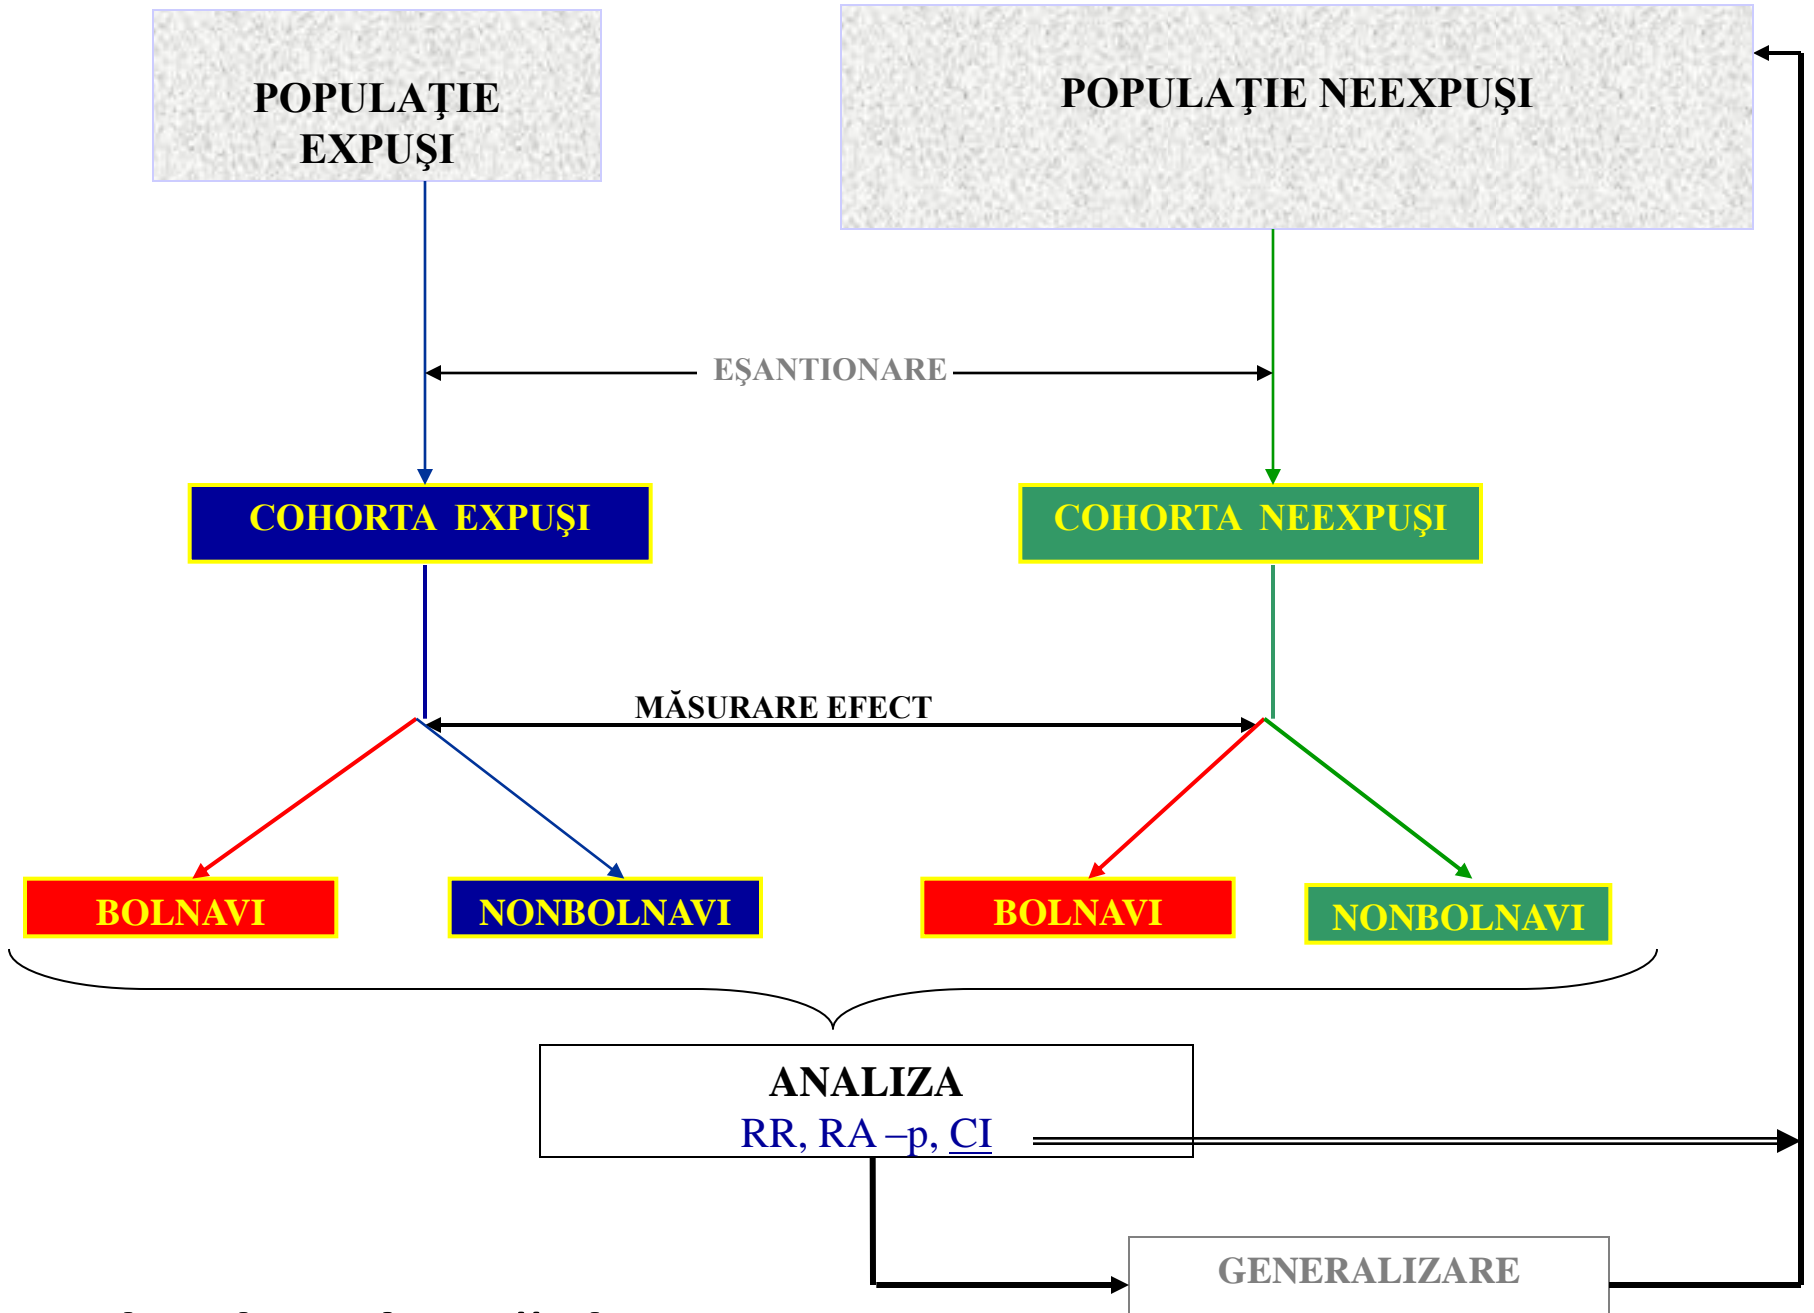 POPULAŢIE
EXPUŞI
POPULAŢIE NEEXPUŞI
EŞANTIONARE
COHORTA EXPUŞI
COHORTA NEEXPUŞI
MĂSURARE EFECT
BOLNAVI
NONBOLNAVI
BOLNAVI
NONBOLNAVI
ANALIZA
RR, RA –p, CI
GENERALIZARE